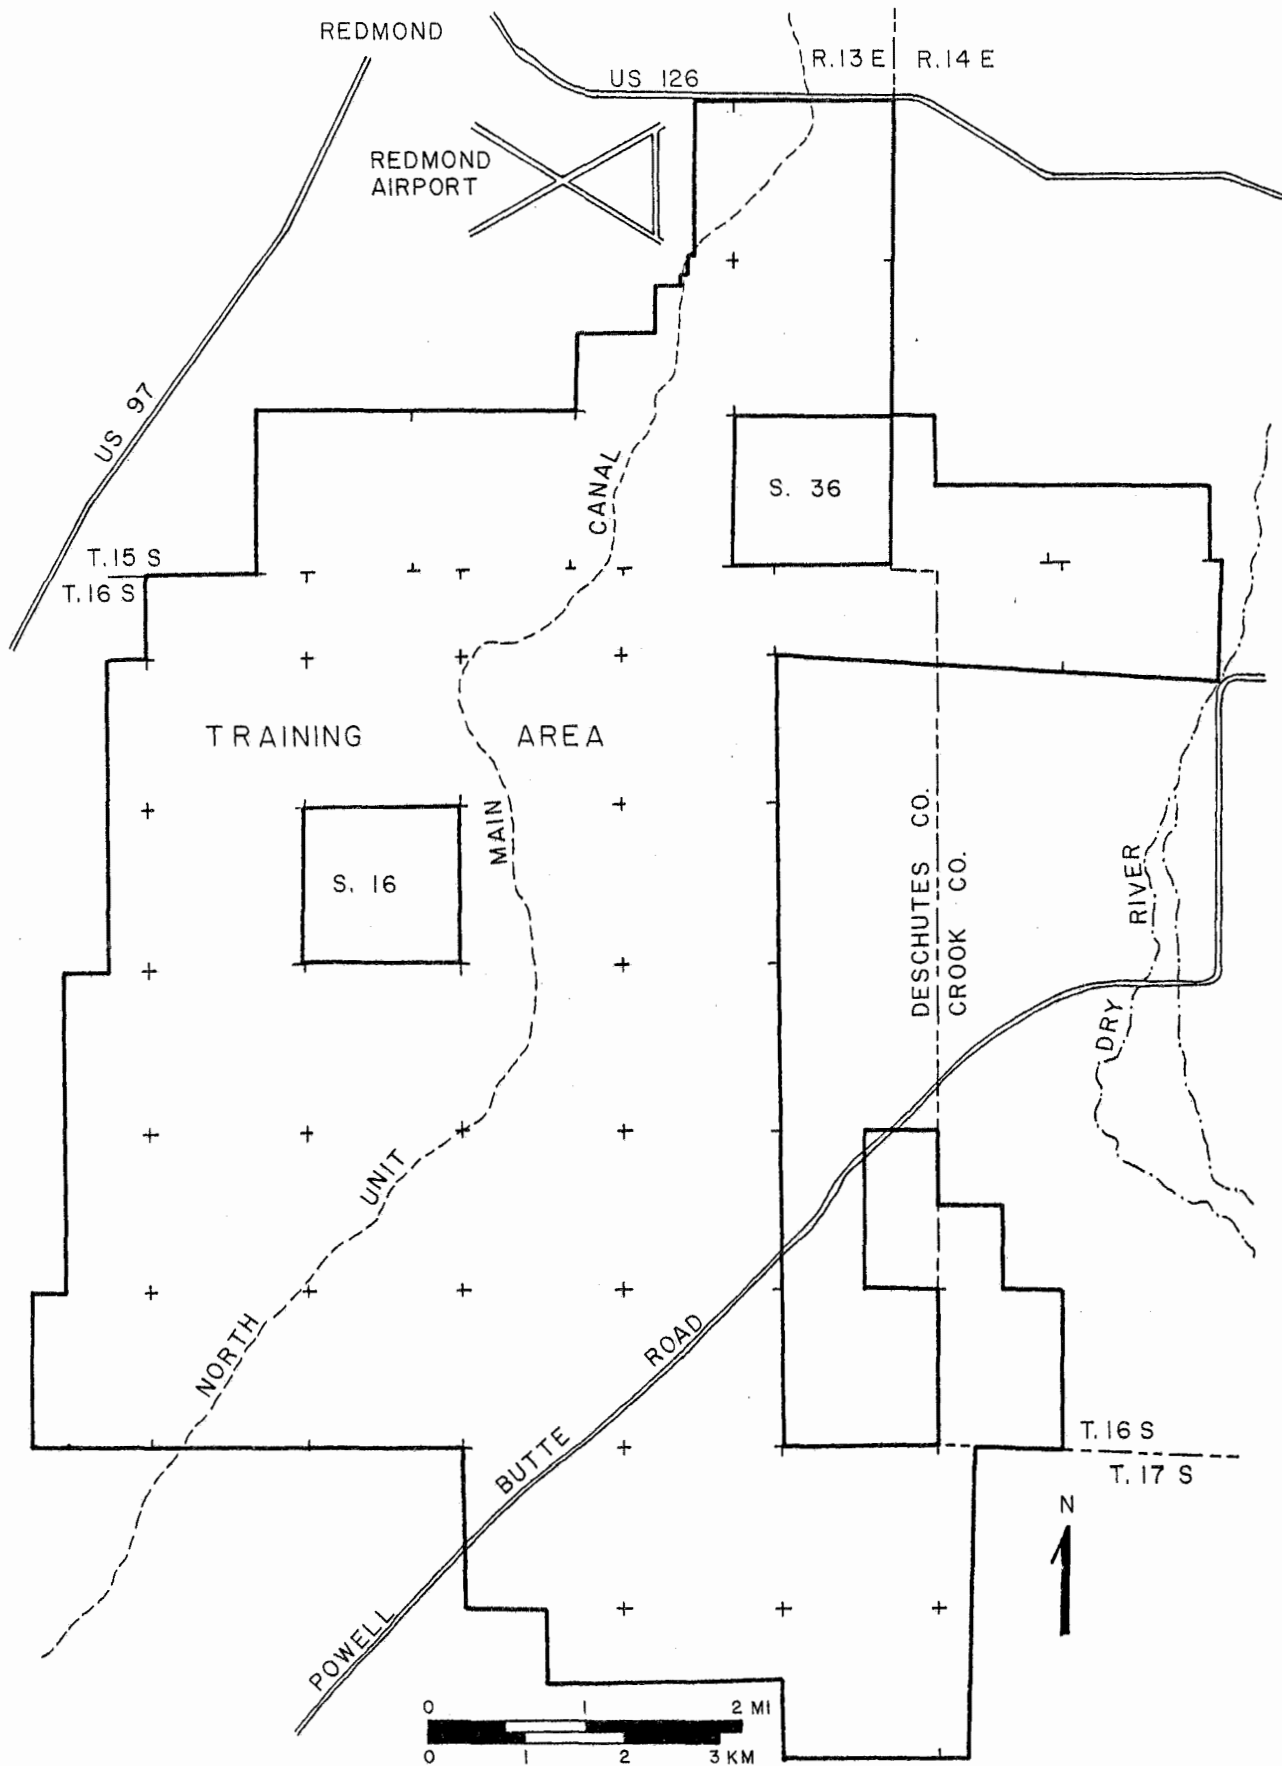 REDMOND
R.13 E
R.14 E
US 126
REDMOND
AIRPORT
US 97
CANAL
S. 36
T.15 S
T.16 S
TRAINING AREA
MAIN
S. 16
DESCHUTES CO.
CROOK CO.
RIVER
DRY
UNIT
NORTH
ROAD
BUTTE
POWELL
T.16 S
T.17 S
N
0 1 2 MI
0 1 2 3 KM